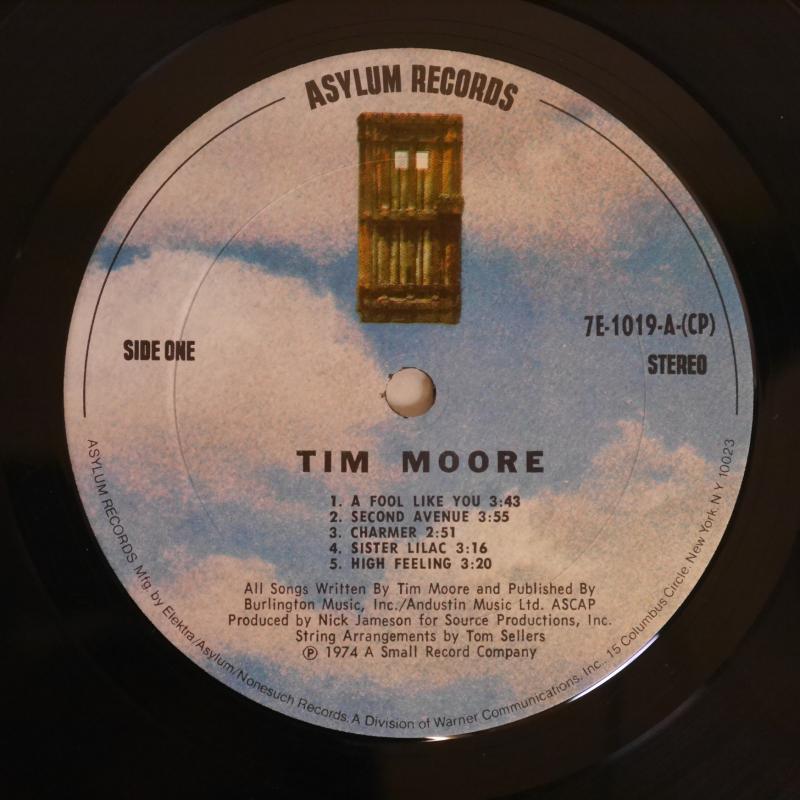 ASYLUM RECORDS
SIDE ONE
7E-1019-A-(CP)
STEREO
TIM MOORE
1. A FOOL LIKE YOU 3:43
2. SECOND AVENUE 3:55
3. CHARMER 2:51
4. SISTER LILAC 3:16
5. HIGH FEELING 3:20
All Songs Written By Tim Moore and Published By
Burlington Music, Inc./Andustin Music Ltd. ASCAP
Produced by Nick Jameson for Source Productions, Inc.
String Arrangements by Tom Sellers
℗ 1974 A Small Record Company
ASYLUM RECORDS Mfg. by Elektra/Asylum/Nonesuch Records. A Division of Warner Communications, Inc. 15 Columbus Circle, New York, N Y 10023